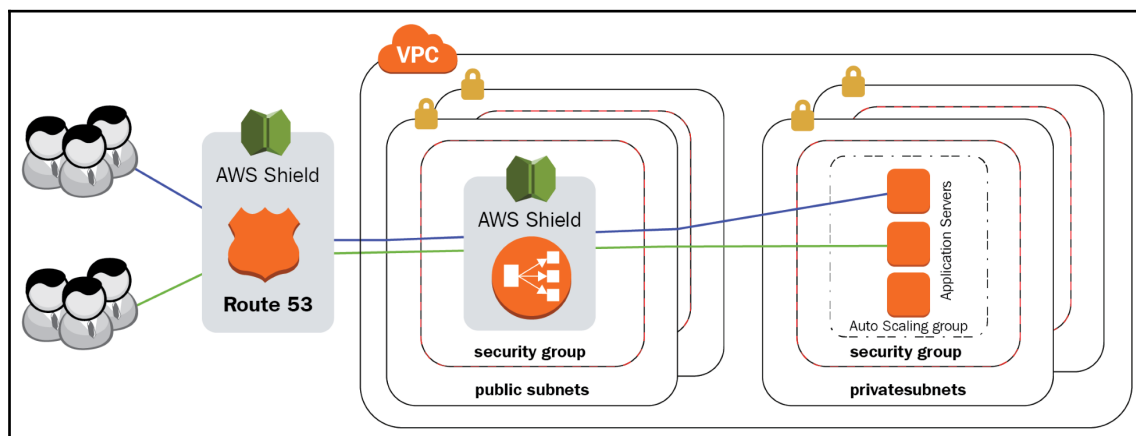 VPC
AWS Shield
Route 53
AWS Shield
security group
public subnets
Application Servers
Auto Scaling group
security group
privatesubnets